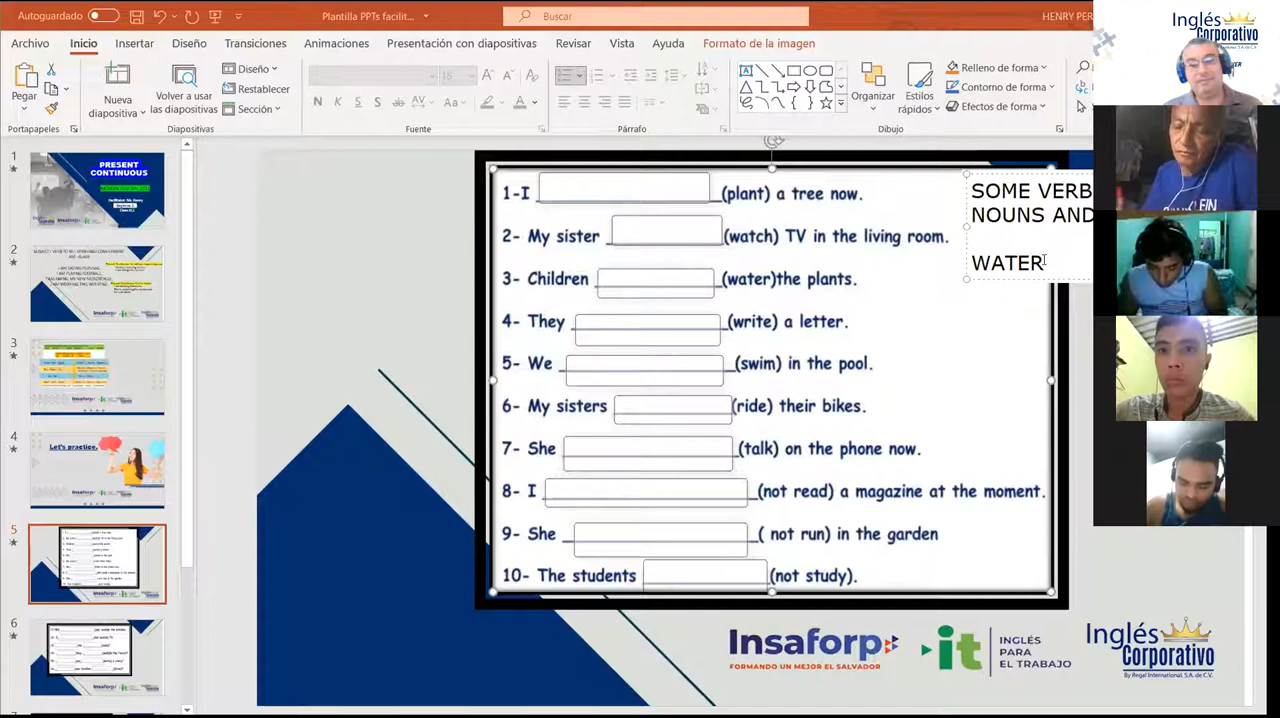 Autoguardado
Plantilla PPTs facilit...
Buscar
HENRY PER
Archivo Inicio Insertar Diseño Transiciones Animaciones Presentación con diapositivas Revisar Vista Ayuda Formato de la imagen
Pegar
Nueva diapositiva
Volver a usar las diapositivas
Diseño
Restablecer
Sección
Organizar
Estilos rápidos
Relleno de forma
Contorno de forma
Efectos de forma
Portapapeles
Diapositivas
Fuente
Párrafo
Dibujo
Inglés
Corporativo
1
PRESENT
CONTINUOUS
2
3
4
Let's practice.
5
6
1-I (plant) a tree now.
2- My sister (watch) TV in the living room.
3- Children (water)the plants.
4- They (write) a letter.
5- We (swim) in the pool.
6- My sisters (ride) their bikes.
7- She (talk) on the phone now.
8- I (not read) a magazine at the moment.
9- She ( not run) in the garden
10- The students (not study).
SOME VERB
NOUNS AND
WATER
Insaforp
FORMANDO UN MEJOR EL SALVADOR
it
INGLÉS
PARA
EL TRABAJO
Inglés
Corporativo
By Regal International, S.A. de C.V.